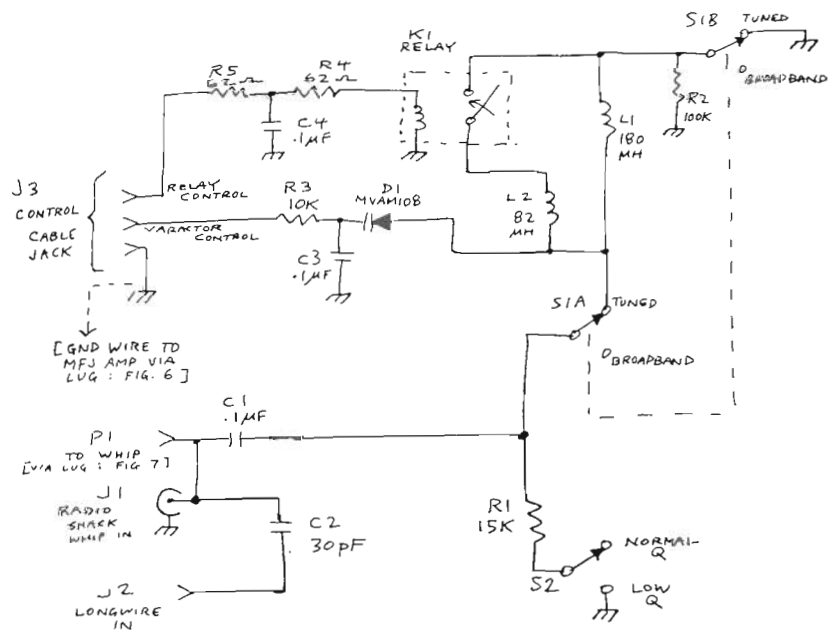 S1B TUNED
BROADBAND
K1
RELAY
R5
62Ω
R4
62Ω
C4
.1µF
R2
100K
L1
180
µH
J3
CONTROL
CABLE
JACK
RELAY
CONTROL
VARACTOR
CONTROL
R3
10K
D1
MVAM108
L2
82
µH
C3
.1µF
S1A TUNED
BROADBAND
[GND WIRE TO
MFJ AMP VIA
LUG : FIG. 6]
C1
.1µF
P1
TO WHIP
[VIA LUG : FIG 7]
J1
RADIO
SHACK
WHIP IN
C2
30pF
R1
15K
NORMAL
Q
S2
LOW
Q
J2
LONGWIRE
IN